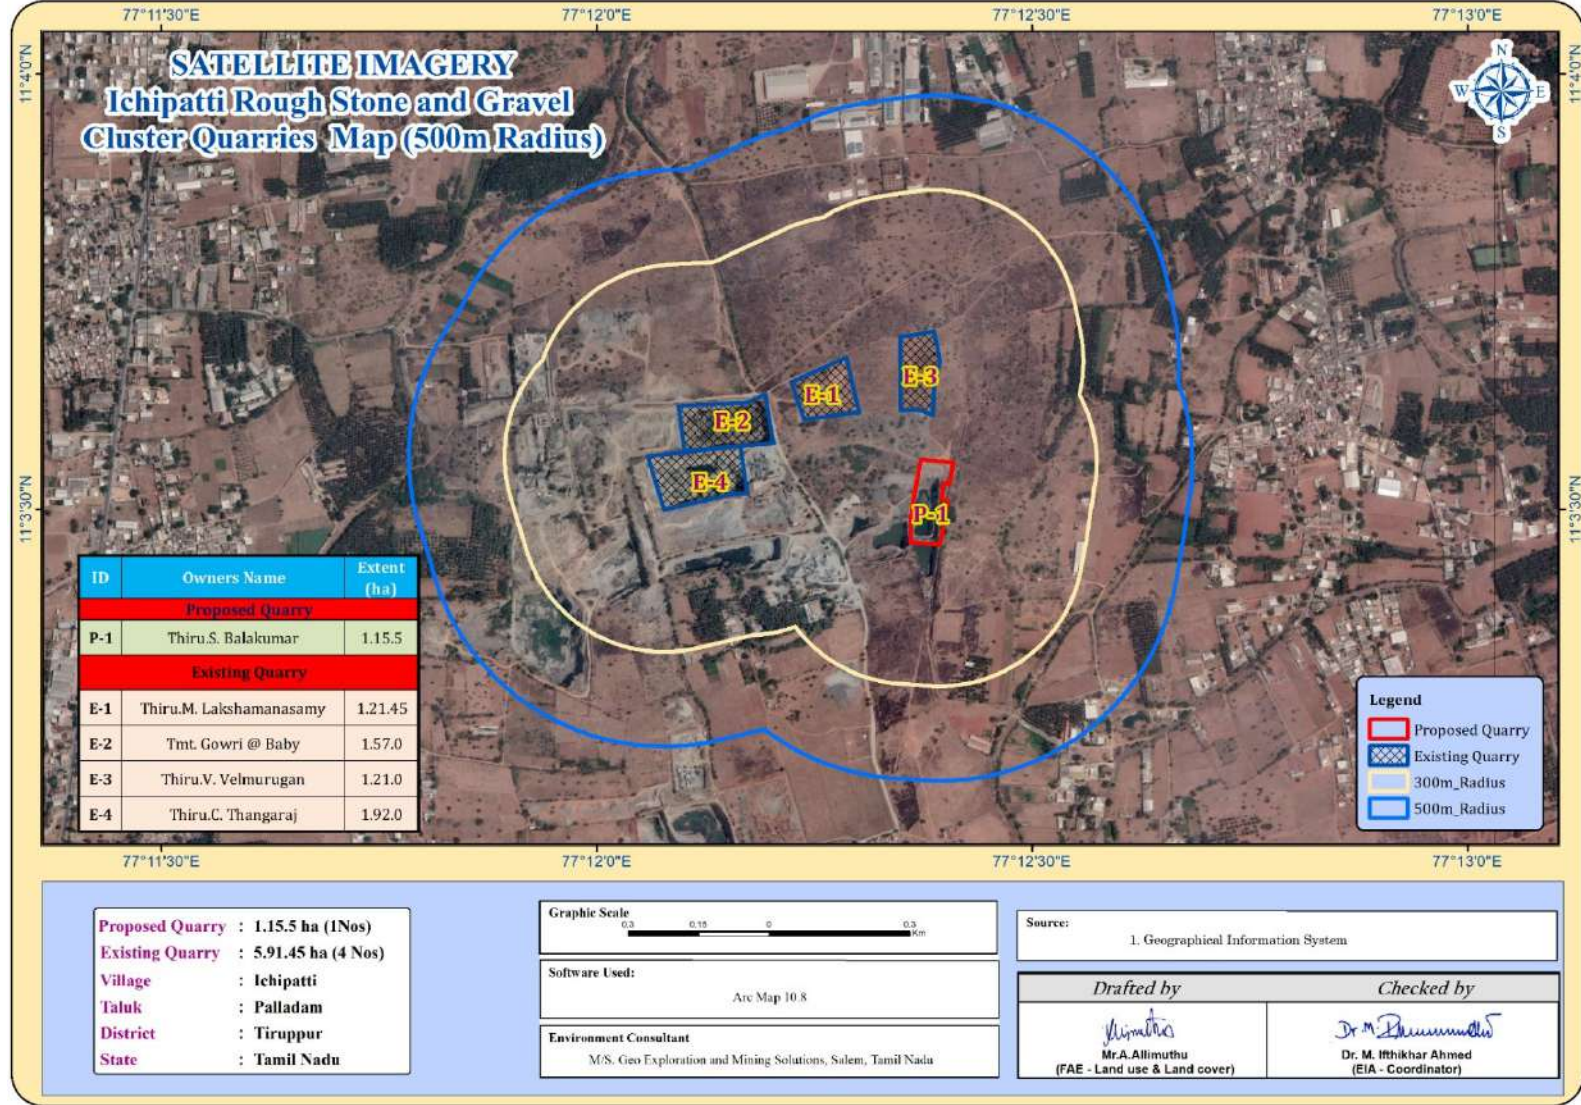 77°11'30"E
77°12'0"E
77°12'30"E
77°13'0"E
11°4'0"N
11°4'0"N
SATELLITE IMAGERY
Ichipatti Rough Stone and Gravel
Cluster Quarries Map (500m Radius)
N
W
E
S
E-3
E-1
E-2
E-4
P-1
11°3'30"N
11°3'30"N
ID Owners Name Extent (ha)
Proposed Quarry
P-1 Thiru.S. Balakumar 1.15.5
Existing Quarry
E-1 Thiru.M. Lakshamanasamy 1.21.45
E-2 Tmt. Gowri @ Baby 1.57.0
E-3 Thiru.V. Velmurugan 1.21.0
E-4 Thiru.C. Thangaraj 1.92.0
Legend
Proposed Quarry
Existing Quarry
300m_Radius
500m_Radius
77°11'30"E
77°12'0"E
77°12'30"E
77°13'0"E
Proposed Quarry : 1.15.5 ha (1Nos)
Existing Quarry : 5.91.45 ha (4 Nos)
Village : Ichipatti
Taluk : Palladam
District : Tiruppur
State : Tamil Nadu
Graphic Scale
0.3 0.15 0 0.3
Km
Software Used:
Arc Map 10.8
Environment Consultant
M/S. Geo Exploration and Mining Solutions, Salem, Tamil Nadu
Source:
1. Geographical Information System
Drafted by
Checked by
Mr.A.Allimuthu
(FAE - Land use & Land cover)
Dr. M.
Dr. M. Ifthikhar Ahmed
(EIA - Coordinator)